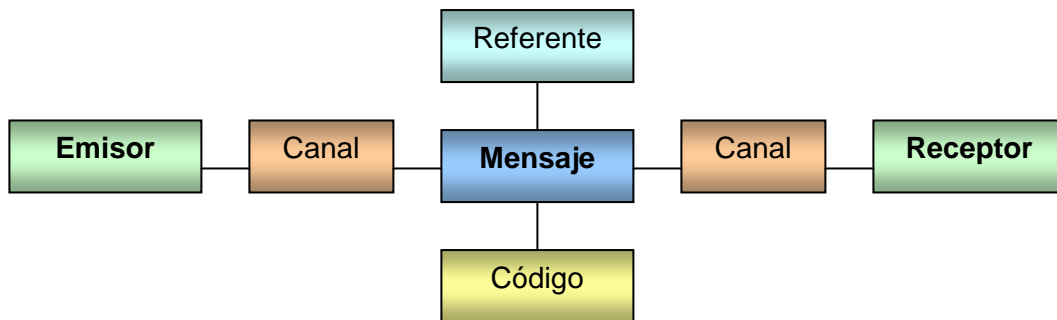 Referente
Emisor
Canal
Mensaje
Canal
Receptor
Código